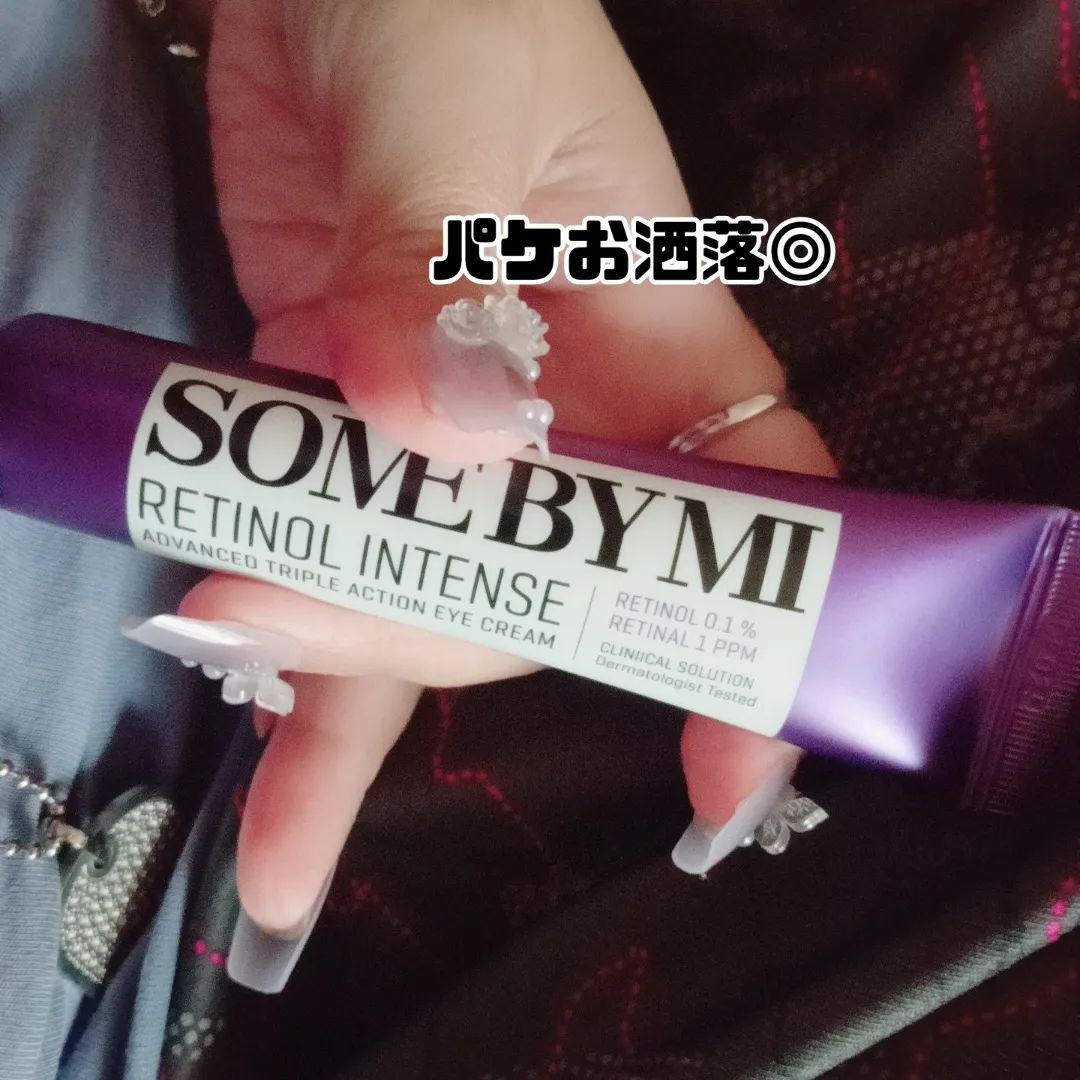 パケお洒落◎
SOME BY MI
RETINOL INTENSE
ADVANCED TRIPLE ACTION EYE CREAM
RETINOL 0.1 %
RETINAL 1 PPM
CLINIICAL SOLUTION
Dermatologist Tested